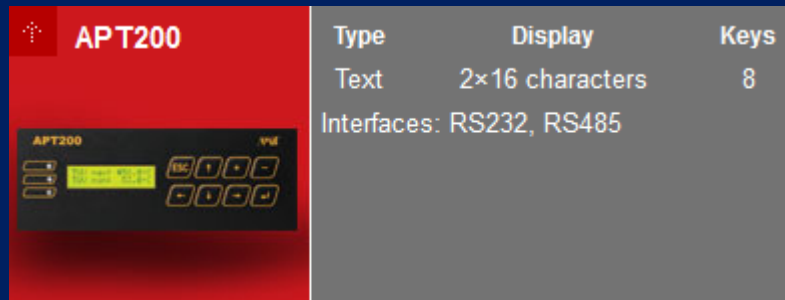 APT200
Type Display Keys
Text 2×16 characters 8
Interfaces: RS232, RS485
APT200
ESC ↑ + −
← ↓ → ↵